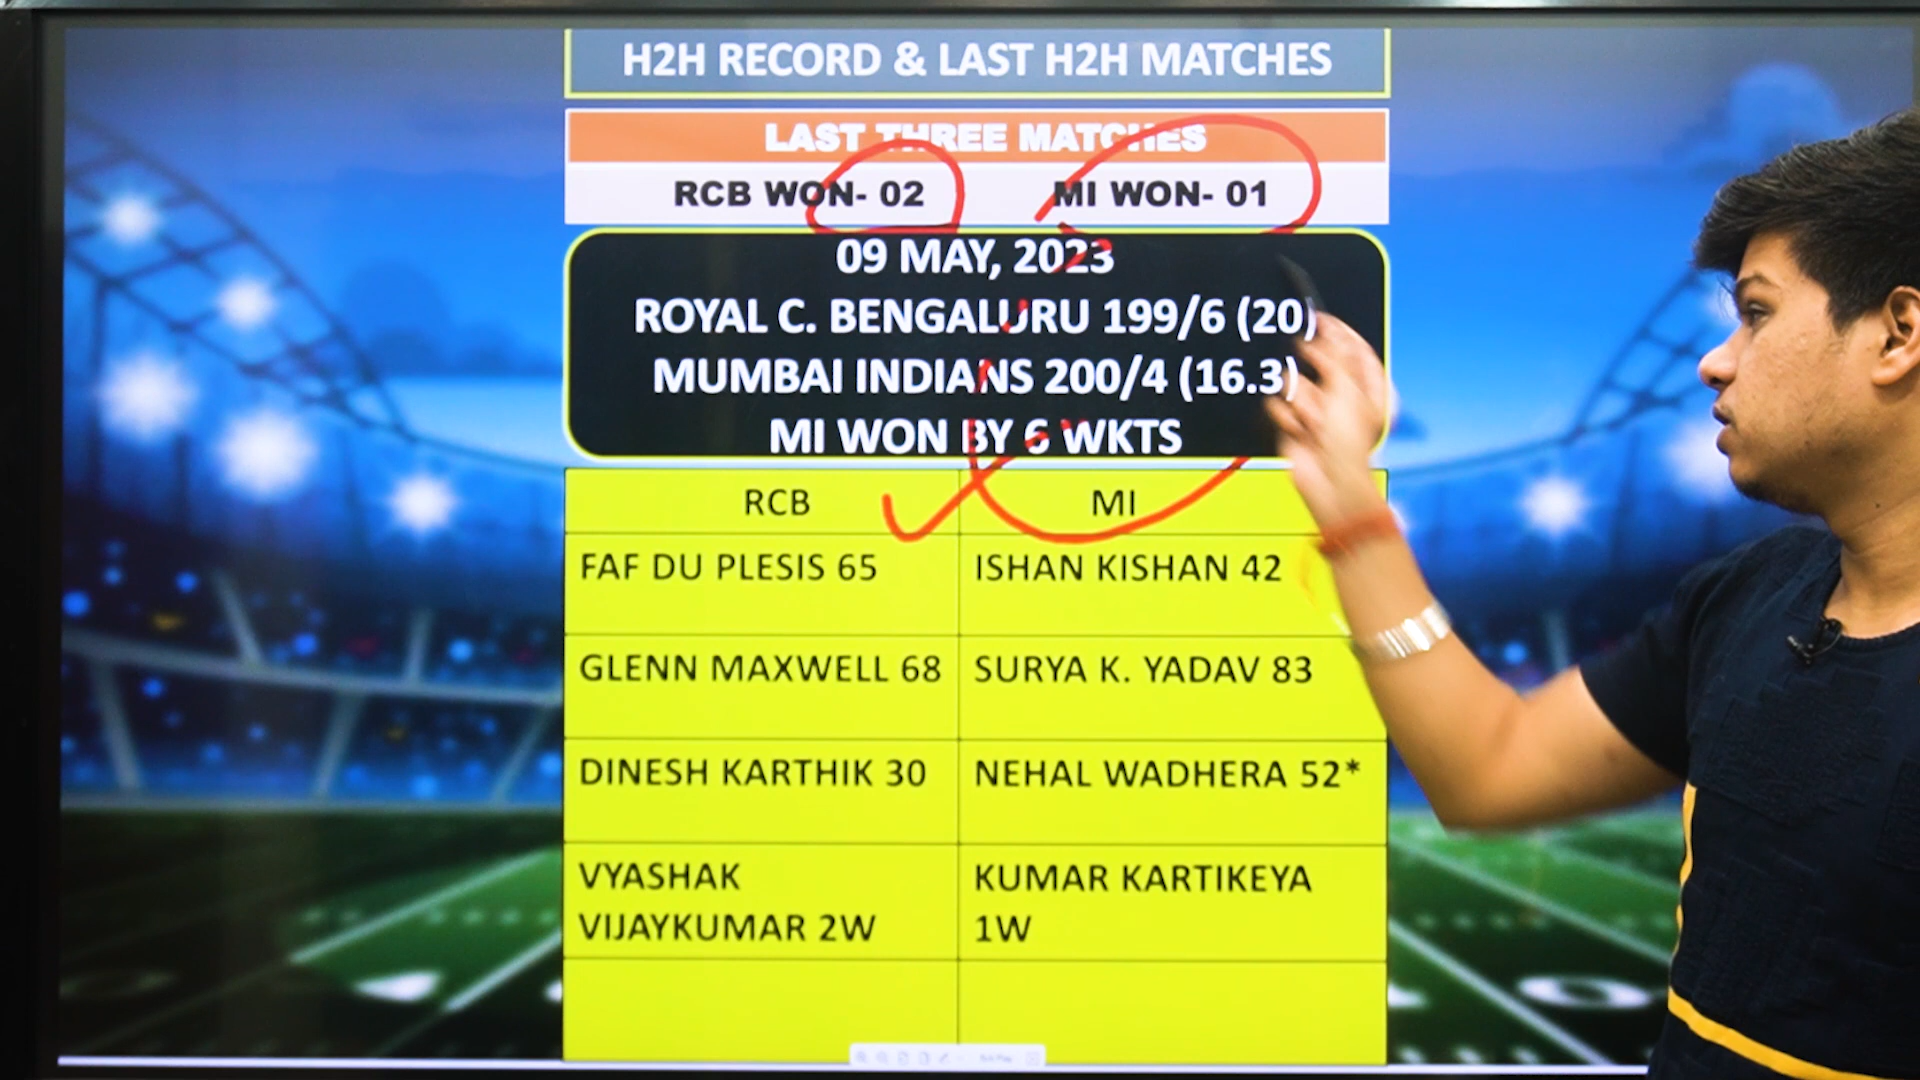 H2H RECORD & LAST H2H MATCHES
LAST THREE MATCHES
RCB WON- 02 MI WON- 01
09 MAY, 2023
ROYAL C. BENGALURU 199/6 (20)
MUMBAI INDIANS 200/4 (16.3)
MI WON BY 6 WKTS
RCB MI
FAF DU PLESIS 65 ISHAN KISHAN 42
GLENN MAXWELL 68 SURYA K. YADAV 83
DINESH KARTHIK 30 NEHAL WADHERA 52*
VYASHAK
VIJAYKUMAR 2W
KUMAR KARTIKEYA
1W